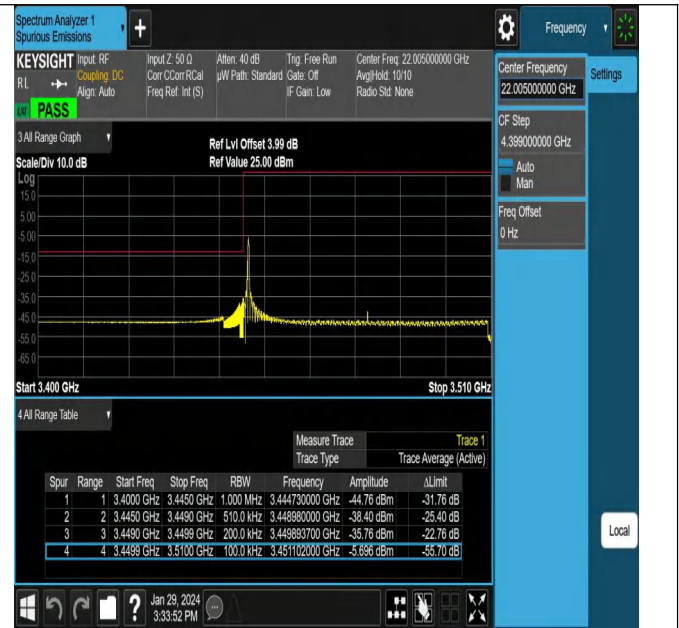 Spectrum Analyzer 1
Spurious Emissions
+
Frequency
KEYSIGHT
RL
Input: RF
Coupling: DC
Align: Auto
Input Z: 50 Ω
Corr CCorr RCal
Freq Ref: Int (S)
Atten: 40 dB
µW Path: Standard
Trig: Free Run
Gate: Off
IF Gain: Low
Center Freq: 22.005000000 GHz
Avg|Hold: 10/10
Radio Std: None
PASS
Center Frequency
22.005000000 GHz
Settings
CF Step
4.399000000 GHz
Auto
Man
Freq Offset
0 Hz
Local
3 All Range Graph
Scale/Div 10.0 dB
Ref Lvl Offset 3.99 dB
Ref Value 25.00 dBm
Log
15.0
5.00
-5.00
-15.0
-25.0
-35.0
-45.0
-55.0
-65.0
Start 3.400 GHz
Stop 3.510 GHz
4 All Range Table
Measure Trace Trace 1
Trace Type Trace Average (Active)
Spur Range Start Freq Stop Freq RBW Frequency Amplitude ΔLimit
1 1 3.4000 GHz 3.4450 GHz 1.000 MHz 3.444730000 GHz -44.76 dBm -31.76 dB
2 2 3.4450 GHz 3.4490 GHz 510.0 kHz 3.448980000 GHz -38.40 dBm -25.40 dB
3 3 3.4490 GHz 3.4499 GHz 200.0 kHz 3.449893700 GHz -35.76 dBm -22.76 dB
4 4 3.4499 GHz 3.5100 GHz 100.0 kHz 3.451102000 GHz -5.696 dBm -55.70 dB
?
Jan 29, 2024
3:33:52 PM